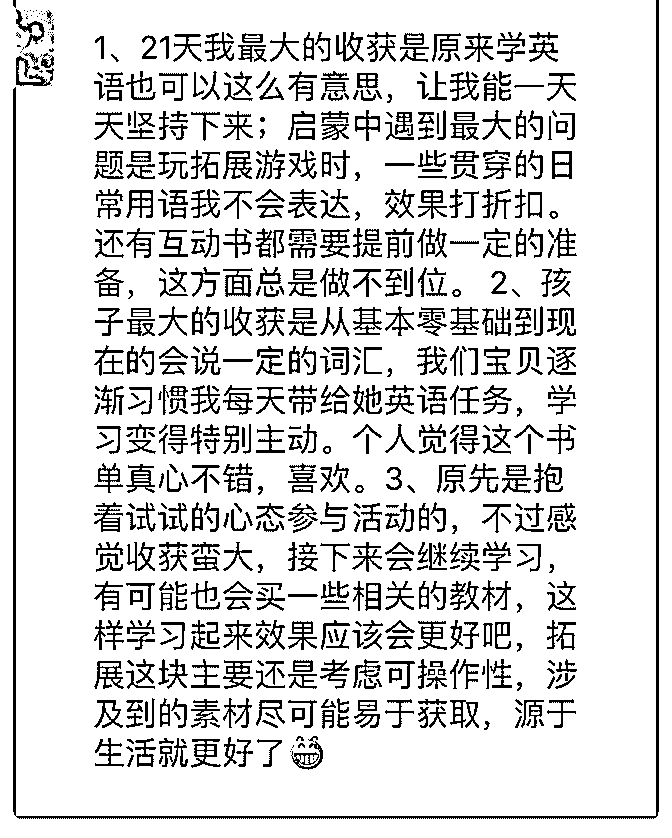 1、21天我最大的收获是原来学英
语也可以这么有意思，让我能一天
天坚持下来；启蒙中遇到最大的问
题是玩拓展游戏时，一些贯穿的日
常用语我不会表达，效果打折扣。
还有互动书都需要提前做一定的准
备，这方面总是做不到位。 2、孩
子最大的收获是从基本零基础到现
在的会说一定的词汇，我们宝贝逐
渐习惯我每天带给她英语任务，学
习变得特别主动。个人觉得这个书
单真心不错，喜欢。3、原先是抱
着试试的心态参与活动的，不过感
觉收获蛮大，接下来会继续学习，
有可能也会买一些相关的教材，这
样学习起来效果应该会更好吧，拓
展这块主要还是考虑可操作性，涉
及到的素材尽可能易于获取，源于
生活就更好了😁